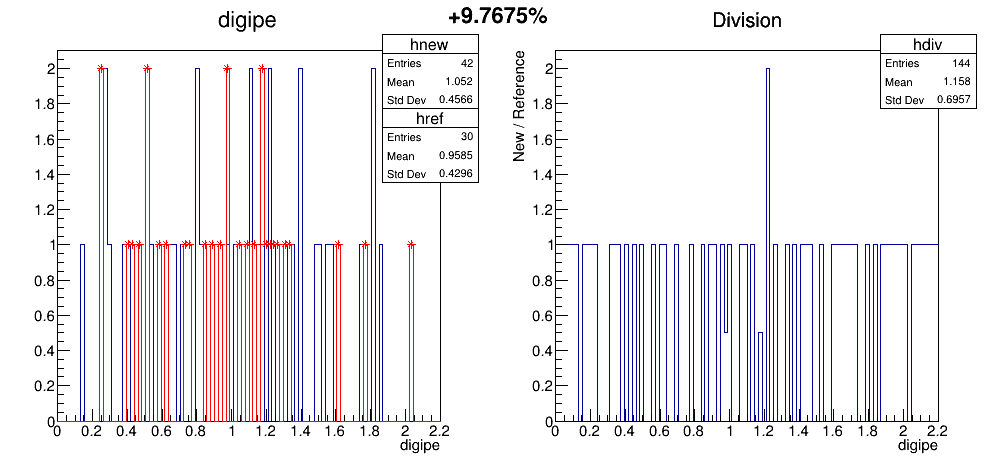 +9.7675%
digipe
hnew
Entries 42
Mean 1.052
Std Dev 0.4566
href
Entries 30
Mean 0.9585
Std Dev 0.4296
2
1.8
1.6
1.4
1.2
1
0.8
0.6
0.4
0.2
0
0 0.2 0.4 0.6 0.8 1 1.2 1.4 1.6 1.8 2 2.2
digipe
Division
hdiv
Entries 144
Mean 1.158
Std Dev 0.6957
New / Reference
2
1.8
1.6
1.4
1.2
1
0.8
0.6
0.4
0.2
0
0 0.2 0.4 0.6 0.8 1 1.2 1.4 1.6 1.8 2 2.2
digipe